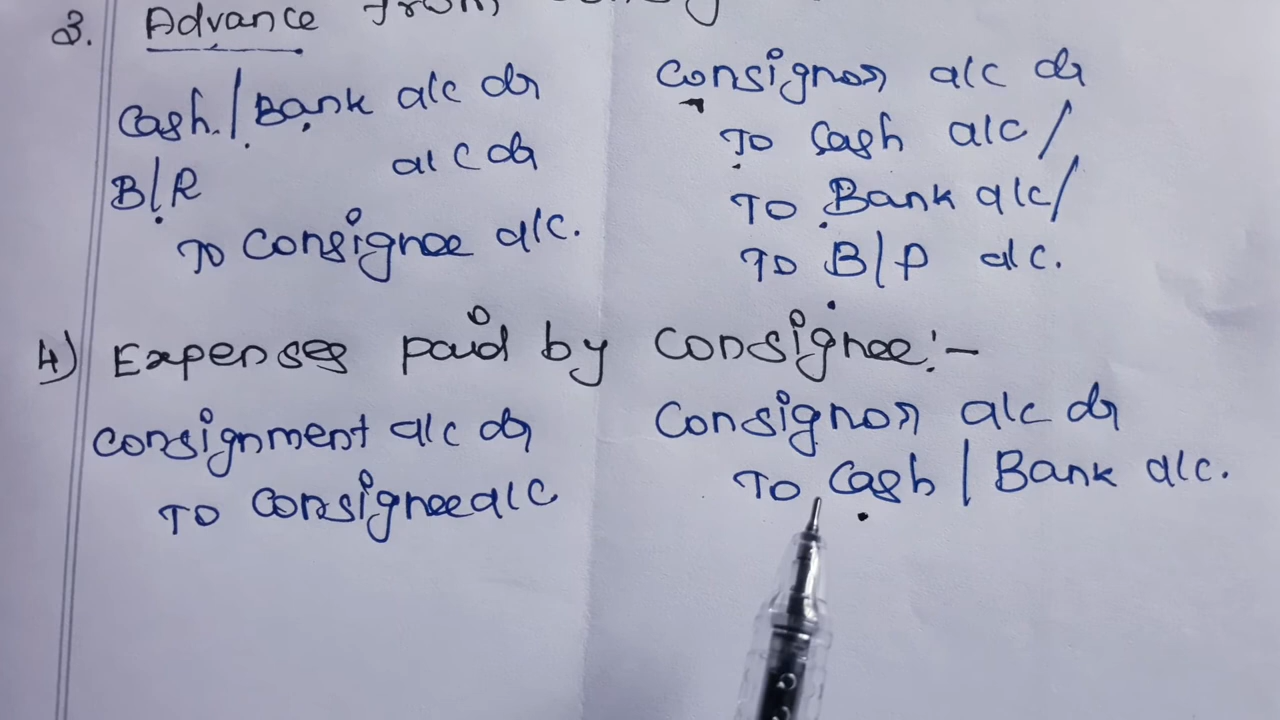 3. Advance from
Cash./Bank a/c dr
B/R a/c dr
To Consignee a/c.
Consignor a/c dr
To Cash a/c/
To Bank a/c/
To B/P a/c.
4) Expenses paid by Consignee:-
Consignment a/c dr
To Consignee a/c
Consignor a/c dr
To Cash / Bank a/c.